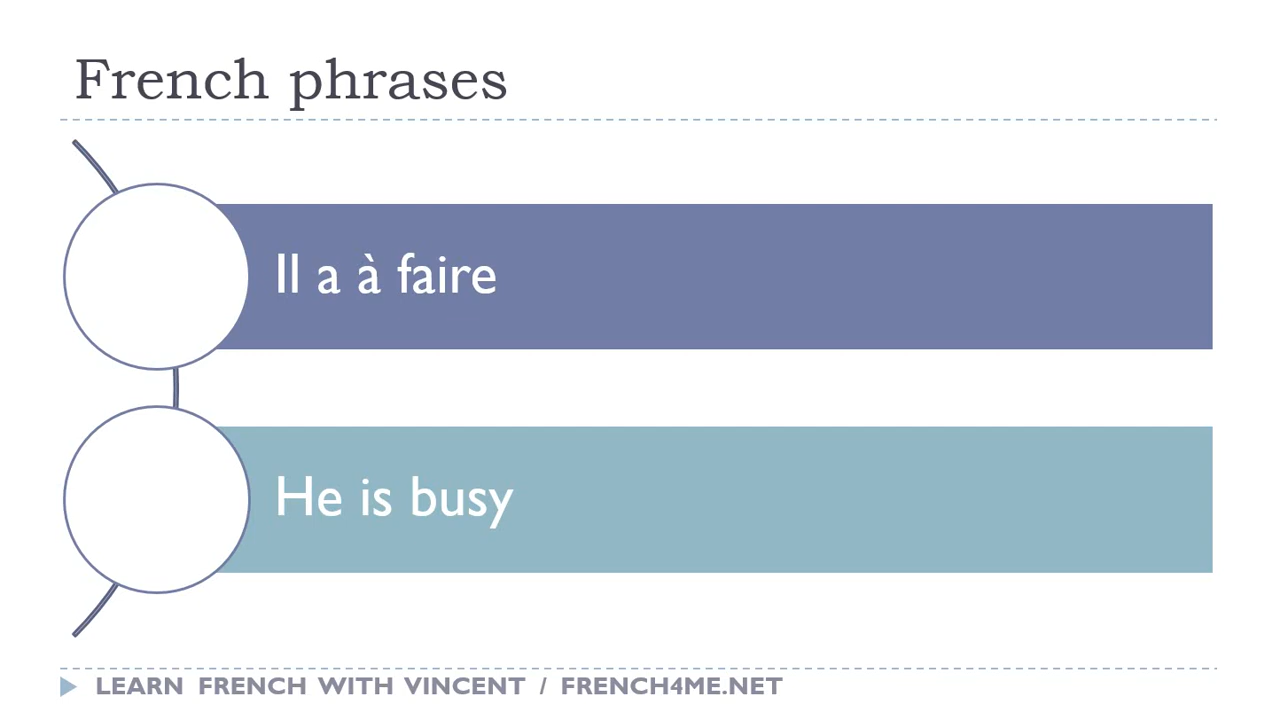 French phrases
Il a à faire
He is busy
LEARN FRENCH WITH VINCENT / FRENCH4ME.NET